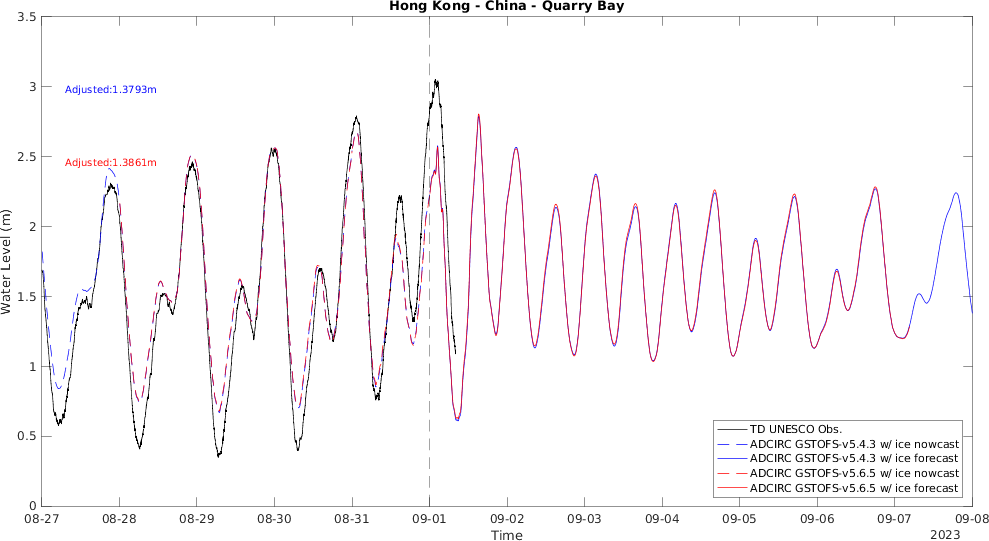 Hong Kong - China - Quarry Bay
3.5
3
2.5
2
1.5
1
0.5
0
Water Level (m)
Adjusted:1.3793m
Adjusted:1.3861m
TD UNESCO Obs.
ADCIRC GSTOFS-v5.4.3 w/ ice nowcast
ADCIRC GSTOFS-v5.4.3 w/ ice forecast
ADCIRC GSTOFS-v5.6.5 w/ ice nowcast
ADCIRC GSTOFS-v5.6.5 w/ ice forecast
08-27 08-28 08-29 08-30 08-31 09-01 09-02 09-03 09-04 09-05 09-06 09-07 09-08
Time
2023